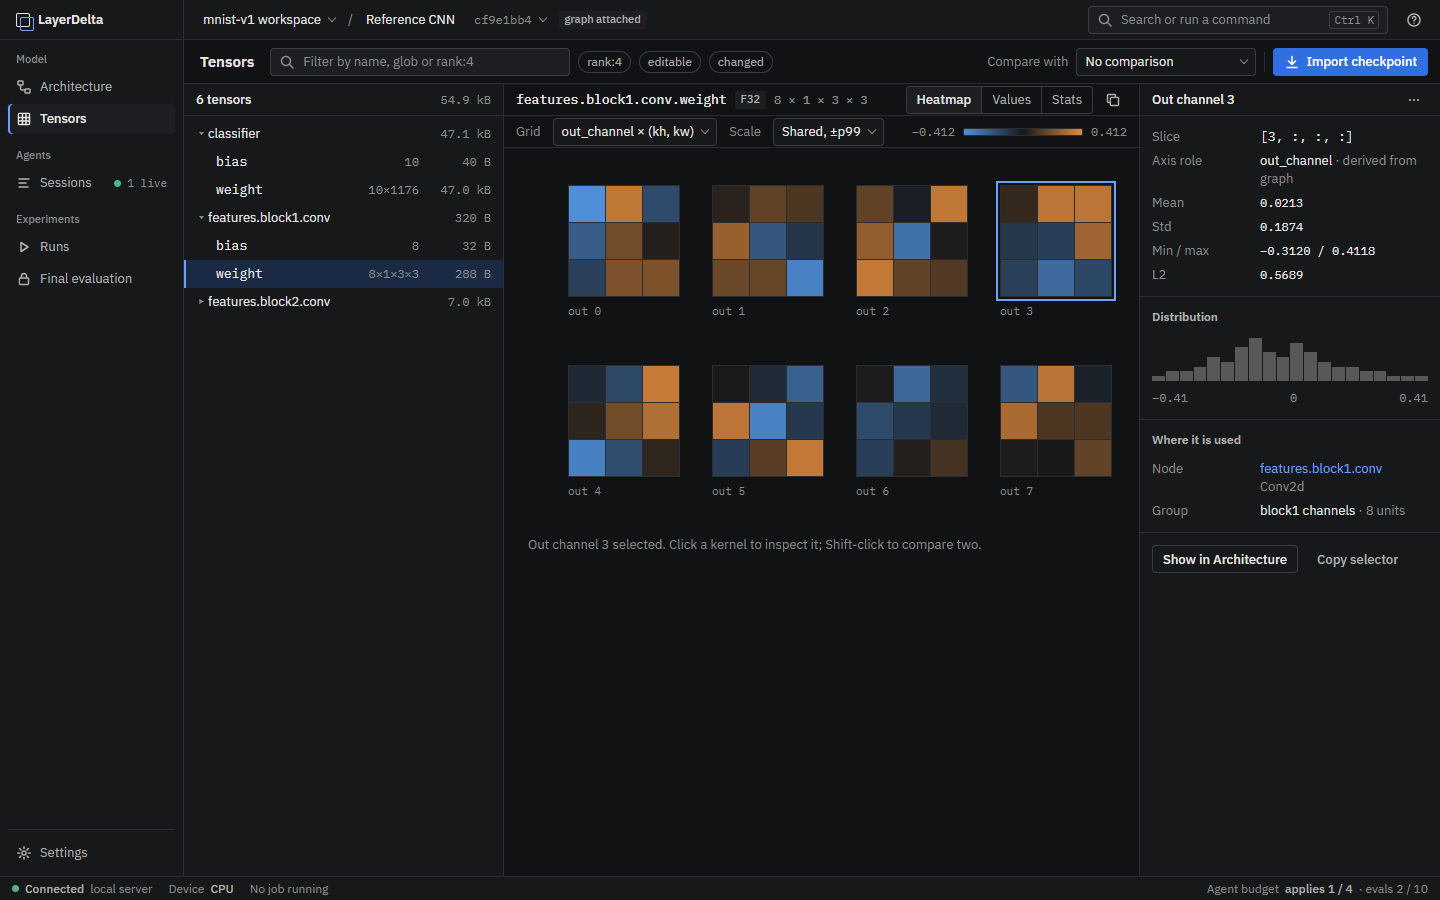 LayerDelta
mnist-v1 workspace / Reference CNN cf9e1bb4 graph attached
Search or run a command Ctrl K
Model
Architecture
Tensors
Agents
Sessions 1 live
Experiments
Runs
Final evaluation
Settings
Tensors
Filter by name, glob or rank:4
rank:4 editable changed
Compare with No comparison
Import checkpoint
6 tensors 54.9 kB
classifier 47.1 kB
bias 10 40 B
weight 10×1176 47.0 kB
features.block1.conv 320 B
bias 8 32 B
weight 8×1×3×3 288 B
features.block2.conv 7.0 kB
features.block1.conv.weight F32 8 × 1 × 3 × 3
Heatmap Values Stats
Grid out_channel × (kh, kw) Scale Shared, ±p99 −0.412 0.412
out 0 out 1 out 2 out 3
out 4 out 5 out 6 out 7
Out channel 3 selected. Click a kernel to inspect it; Shift-click to compare two.
Out channel 3
Slice [3, :, :, :]
Axis role out_channel · derived from
graph
Mean 0.0213
Std 0.1874
Min / max −0.3120 / 0.4118
L2 0.5689
Distribution
−0.41 0 0.41
Where it is used
Node features.block1.conv
Conv2d
Group block1 channels · 8 units
Show in Architecture Copy selector
Connected local server Device CPU No job running
Agent budget applies 1 / 4 · evals 2 / 10